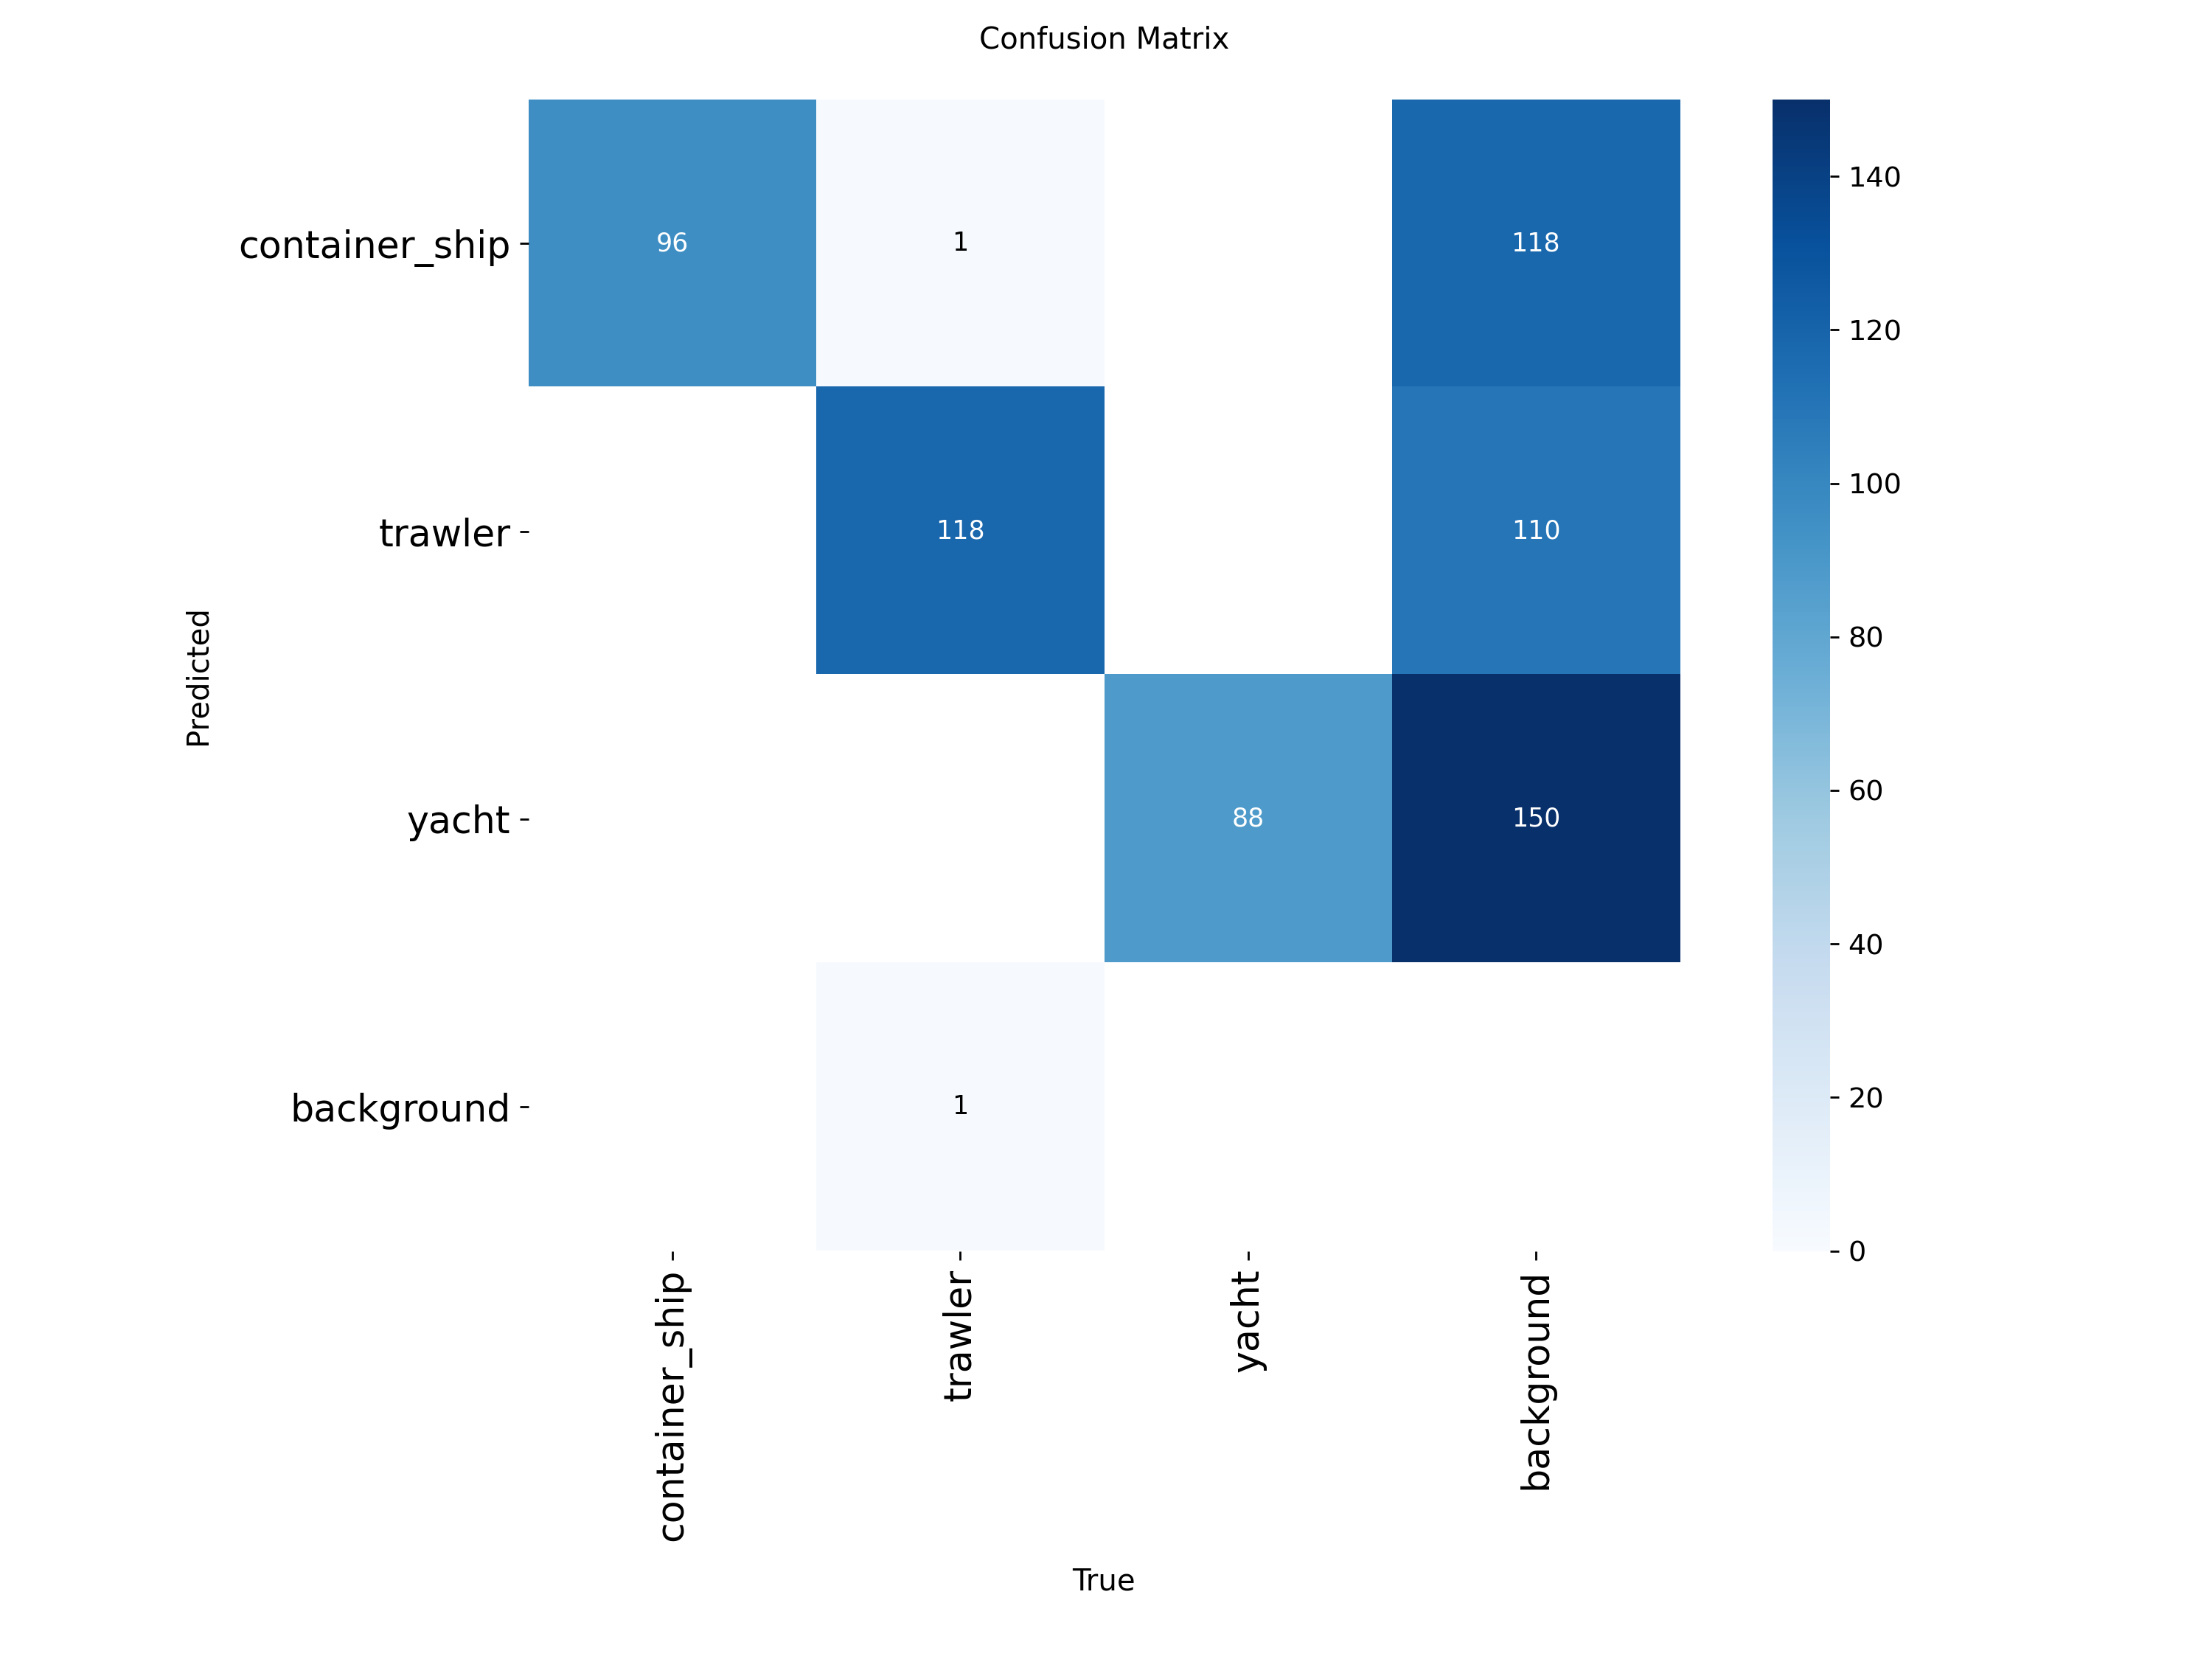 Confusion Matrix
container_ship
96
1
118
trawler
118
110
yacht
88
150
background
1
Predicted
container_ship
trawler
yacht
background
True
140
120
100
80
60
40
20
0